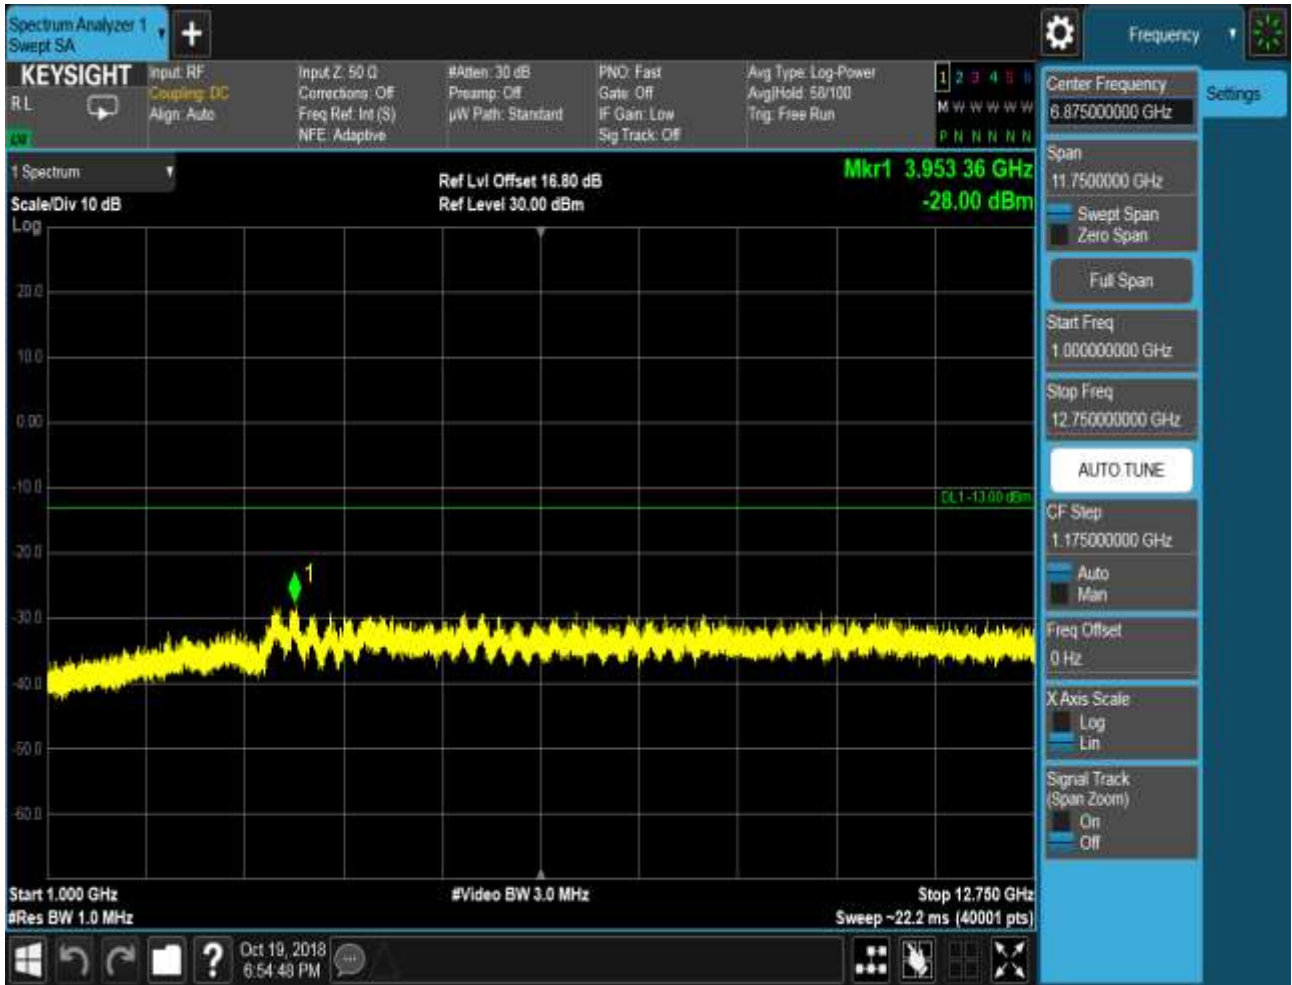 Spectrum Analyzer 1
Swept SA
Frequency
KEYSIGHT
RL
Input: RF
Coupling: DC
Align: Auto
Input Z: 50 Ω
Corrections: Off
Freq Ref: Int (S)
NFE: Adaptive
#Atten: 30 dB
Preamp: Off
µW Path: Standard
PNO: Fast
Gate: Off
IF Gain: Low
Sig Track: Off
Avg Type: Log-Power
Avg|Hold: 58/100
Trig: Free Run
1 2 3 4 5 6
M W W W W W
P N N N N N
1 Spectrum
Scale/Div 10 dB
Log
Ref Lvl Offset 16.80 dB
Ref Level 30.00 dBm
Mkr1 3.953 36 GHz
-28.00 dBm
20.0
10.0
0.00
-10.0
DL1 -13.00 dBm
-20.0
1
-30.0
-40.0
-50.0
-60.0
Start 1.000 GHz
#Res BW 1.0 MHz
#Video BW 3.0 MHz
Stop 12.750 GHz
Sweep ~22.2 ms (40001 pts)
Oct 19, 2018
6:54:48 PM
Center Frequency
6.875000000 GHz
Settings
Span
11.7500000 GHz
Swept Span
Zero Span
Full Span
Start Freq
1.000000000 GHz
Stop Freq
12.750000000 GHz
AUTO TUNE
CF Step
1.175000000 GHz
Auto
Man
Freq Offset
0 Hz
X Axis Scale
Log
Lin
Signal Track
(Span Zoom)
On
Off